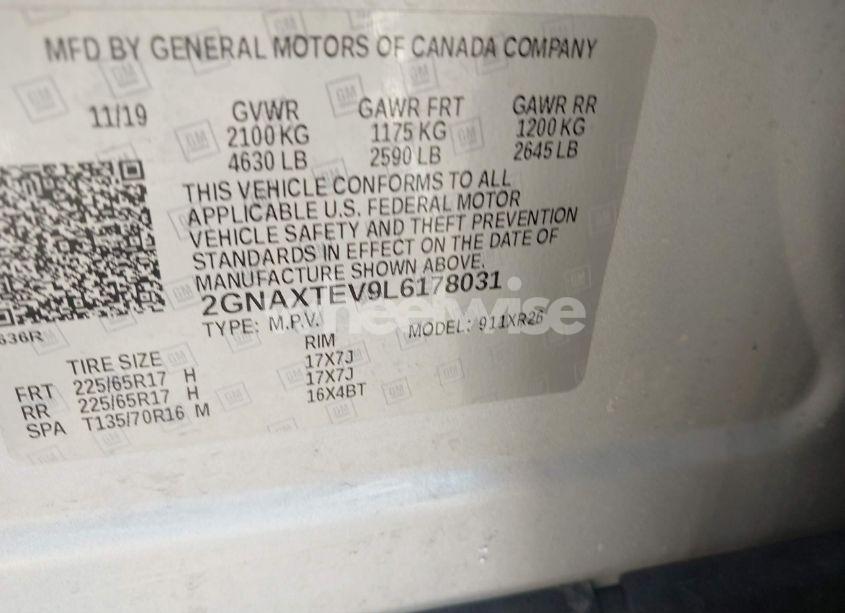 MFD BY GENERAL MOTORS OF CANADA COMPANY
11/19 GVWR GAWR FRT GAWR RR
2100 KG 1175 KG 1200 KG
4630 LB 2590 LB 2645 LB
THIS VEHICLE CONFORMS TO ALL
APPLICABLE U.S. FEDERAL MOTOR
VEHICLE SAFETY AND THEFT PREVENTION
STANDARDS IN EFFECT ON THE DATE OF
MANUFACTURE SHOWN ABOVE.
2GNAXTEV9L6178031
TYPE: M.P.V. MODEL: 911XR26
636R
TIRE SIZE RIM
FRT 225/65R17 H 17X7J
RR 225/65R17 H 17X7J
SPA T135/70R16 M 16X4BT
wheelwise